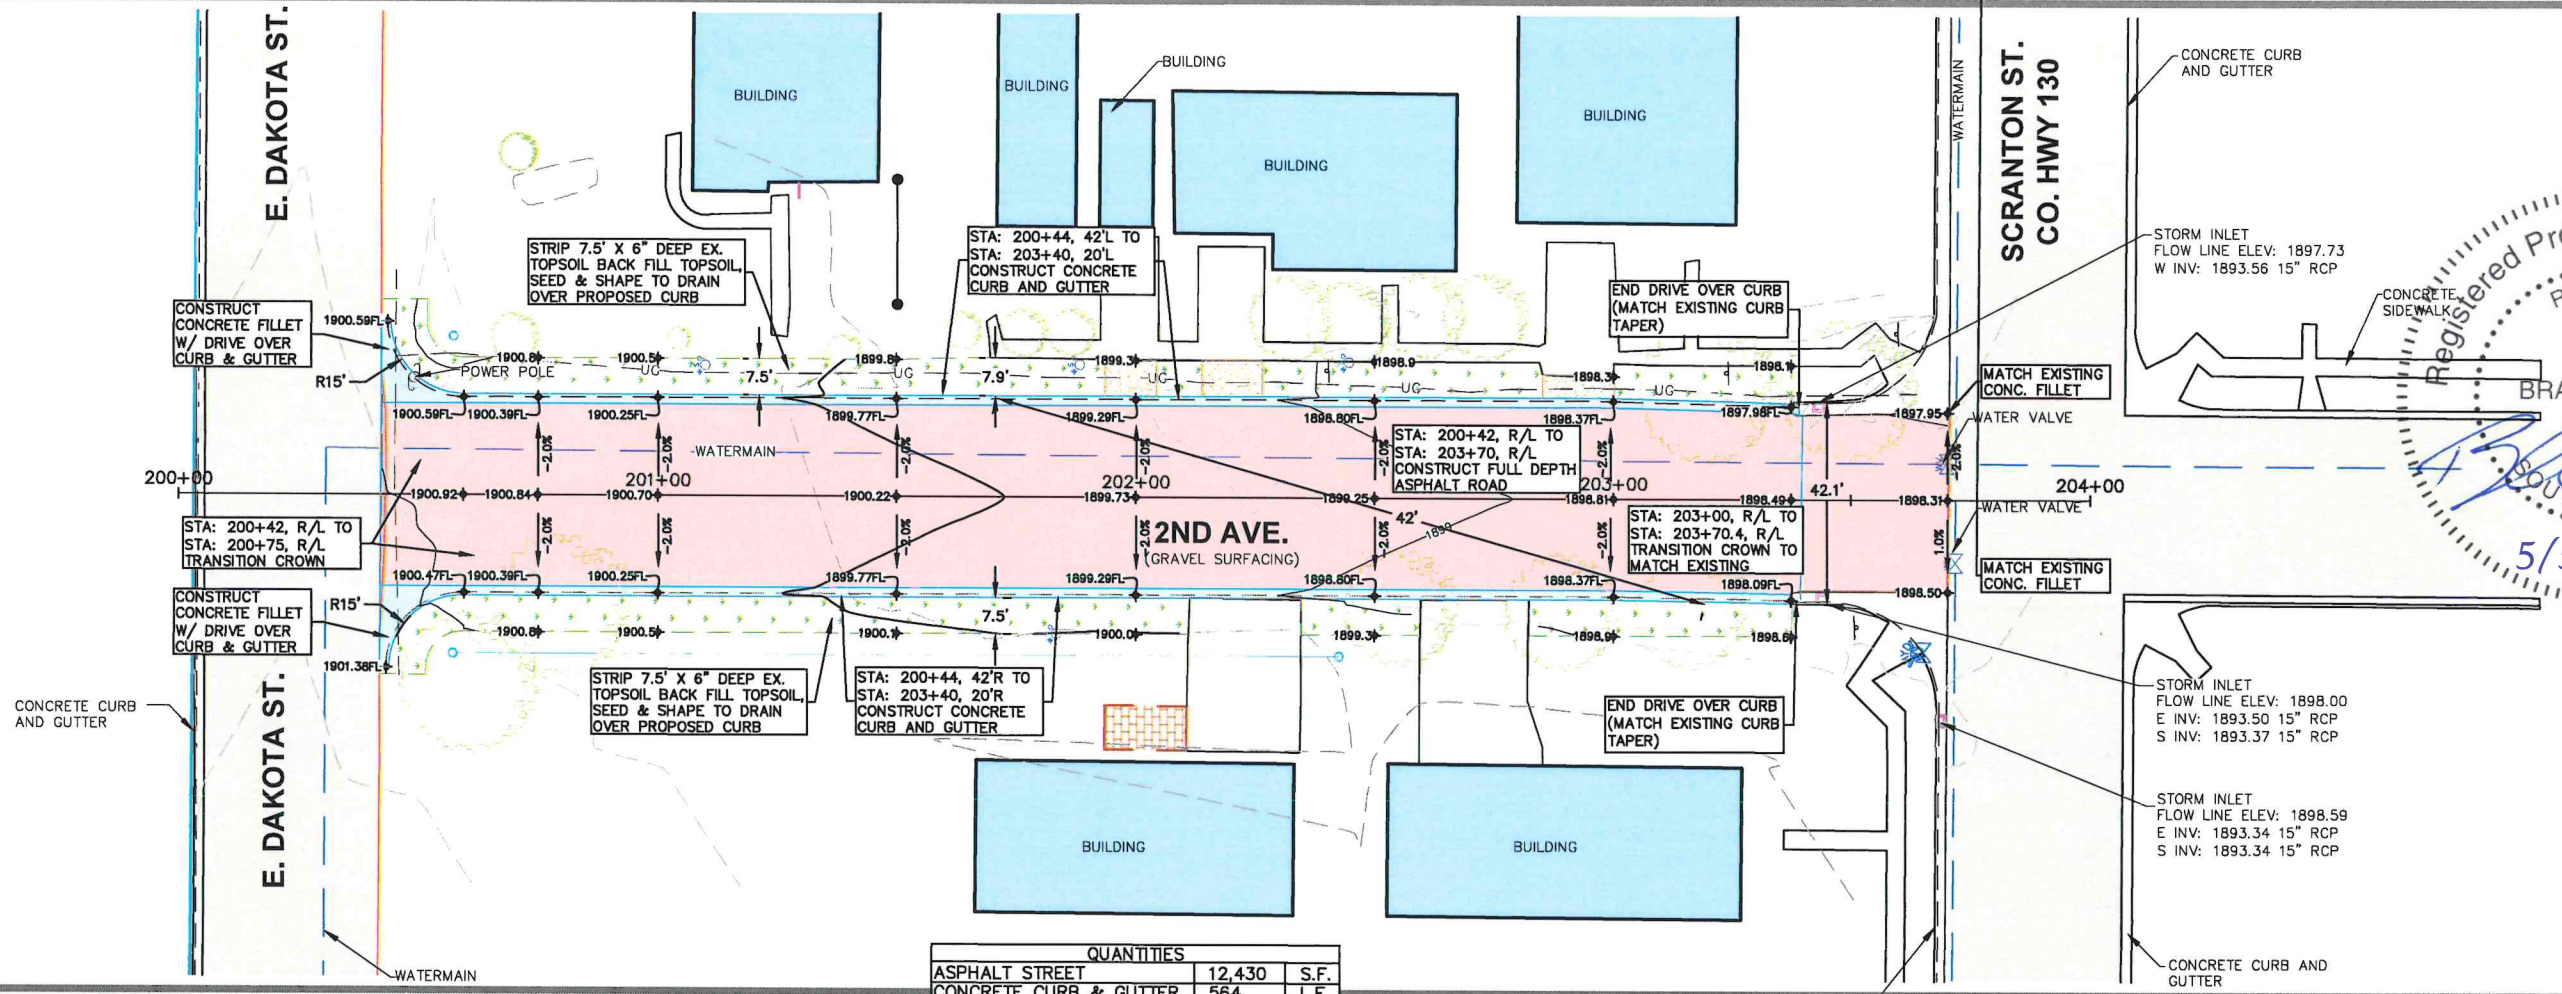 E. DAKOTA ST.
BUILDING
BUILDING
BUILDING
BUILDING
BUILDING
WATERMAIN
SCRANTON ST.
CO. HWY 130
CONCRETE CURB
AND GUTTER
STORM INLET
FLOW LINE ELEV: 1897.73
W INV: 1893.56 15" RCP
CONCRETE
SIDEWALK
Registered Pro
BRA
SOU
5/
STRIP 7.5' X 6" DEEP EX.
TOPSOIL BACK FILL TOPSOIL,
SEED & SHAPE TO DRAIN
OVER PROPOSED CURB
STA: 200+44, 42'L TO
STA: 203+40, 20'L
CONSTRUCT CONCRETE
CURB AND GUTTER
END DRIVE OVER CURB
(MATCH EXISTING CURB
TAPER)
CONSTRUCT
CONCRETE FILLET
W/ DRIVE OVER
CURB & GUTTER
1900.59FL
R15'
POWER POLE
1900.8
1900.5
UG
7.5'
1899.8
UG
7.9'
1899.3
UG
1898.9
UG
1898.3
UG
1898.1
MATCH EXISTING
CONC. FILLET
1900.59FL
1900.39FL
1900.25FL
1899.77FL
1899.29FL
1898.80FL
1898.37FL
1897.98FL
1897.95
WATER VALVE
-2.0%
-2.0%
WATERMAIN
-2.0%
-2.0%
-2.0%
STA: 200+42, R/L TO
STA: 203+70, R/L
CONSTRUCT FULL DEPTH
ASPHALT ROAD
-2.0%
-2.0%
200+00
201+00
202+00
203+00
204+00
1900.92
1900.84
1900.70
1900.22
1899.73
1899.25
1898.81
1898.49
42.1'
1898.31
WATER VALVE
STA: 200+42, R/L TO
STA: 200+75, R/L
TRANSITION CROWN
-2.0%
-2.0%
-2.0%
-2.0%
2ND AVE.
(GRAVEL SURFACING)
-2.0%
42'
1899
-2.0%
STA: 203+00, R/L TO
STA: 203+70.4, R/L
TRANSITION CROWN TO
MATCH EXISTING
1.0%
MATCH EXISTING
CONC. FILLET
1900.47FL
1900.39FL
1900.25FL
1899.77FL
1899.29FL
1898.80FL
1898.37FL
1898.09FL
1898.50
CONSTRUCT
CONCRETE FILLET
W/ DRIVE OVER
CURB & GUTTER
R15'
1901.38FL
1900.8
1900.5
1900.1
7.5'
1900.0
1899.3
1898.9
1898.6
STRIP 7.5' X 6" DEEP EX.
TOPSOIL BACK FILL TOPSOIL,
SEED & SHAPE TO DRAIN
OVER PROPOSED CURB
STA: 200+44, 42'R TO
STA: 203+40, 20'R
CONSTRUCT CONCRETE
CURB AND GUTTER
END DRIVE OVER CURB
(MATCH EXISTING CURB
TAPER)
CONCRETE CURB
AND GUTTER
E. DAKOTA ST.
STORM INLET
FLOW LINE ELEV: 1898.00
E INV: 1893.50 15" RCP
S INV: 1893.37 15" RCP
STORM INLET
FLOW LINE ELEV: 1898.59
E INV: 1893.34 15" RCP
S INV: 1893.34 15" RCP
BUILDING
BUILDING
WATERMAIN
CONCRETE CURB AND
GUTTER
QUANTITIES
ASPHALT STREET 12,430 S.F.
CONCRETE CURB & GUTTER 564 L.F.